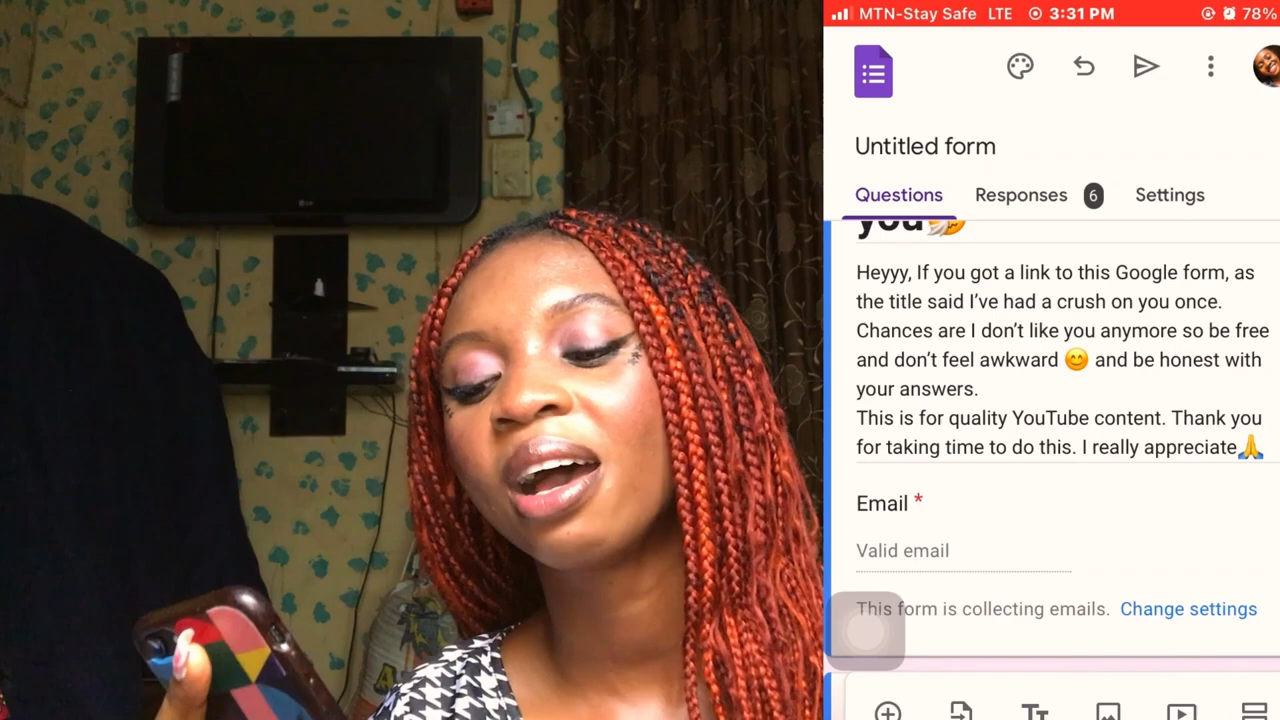 MTN-Stay Safe LTE 3:31 PM 78%
Untitled form
Questions Responses 6 Settings
you🤧
Heyyy, If you got a link to this Google form, as
the title said I’ve had a crush on you once.
Chances are I don’t like you anymore so be free
and don’t feel awkward 😊 and be honest with
your answers.
This is for quality YouTube content. Thank you
for taking time to do this. I really appreciate🙏
Email *
Valid email
This form is collecting emails. Change settings
Tт
LG
A